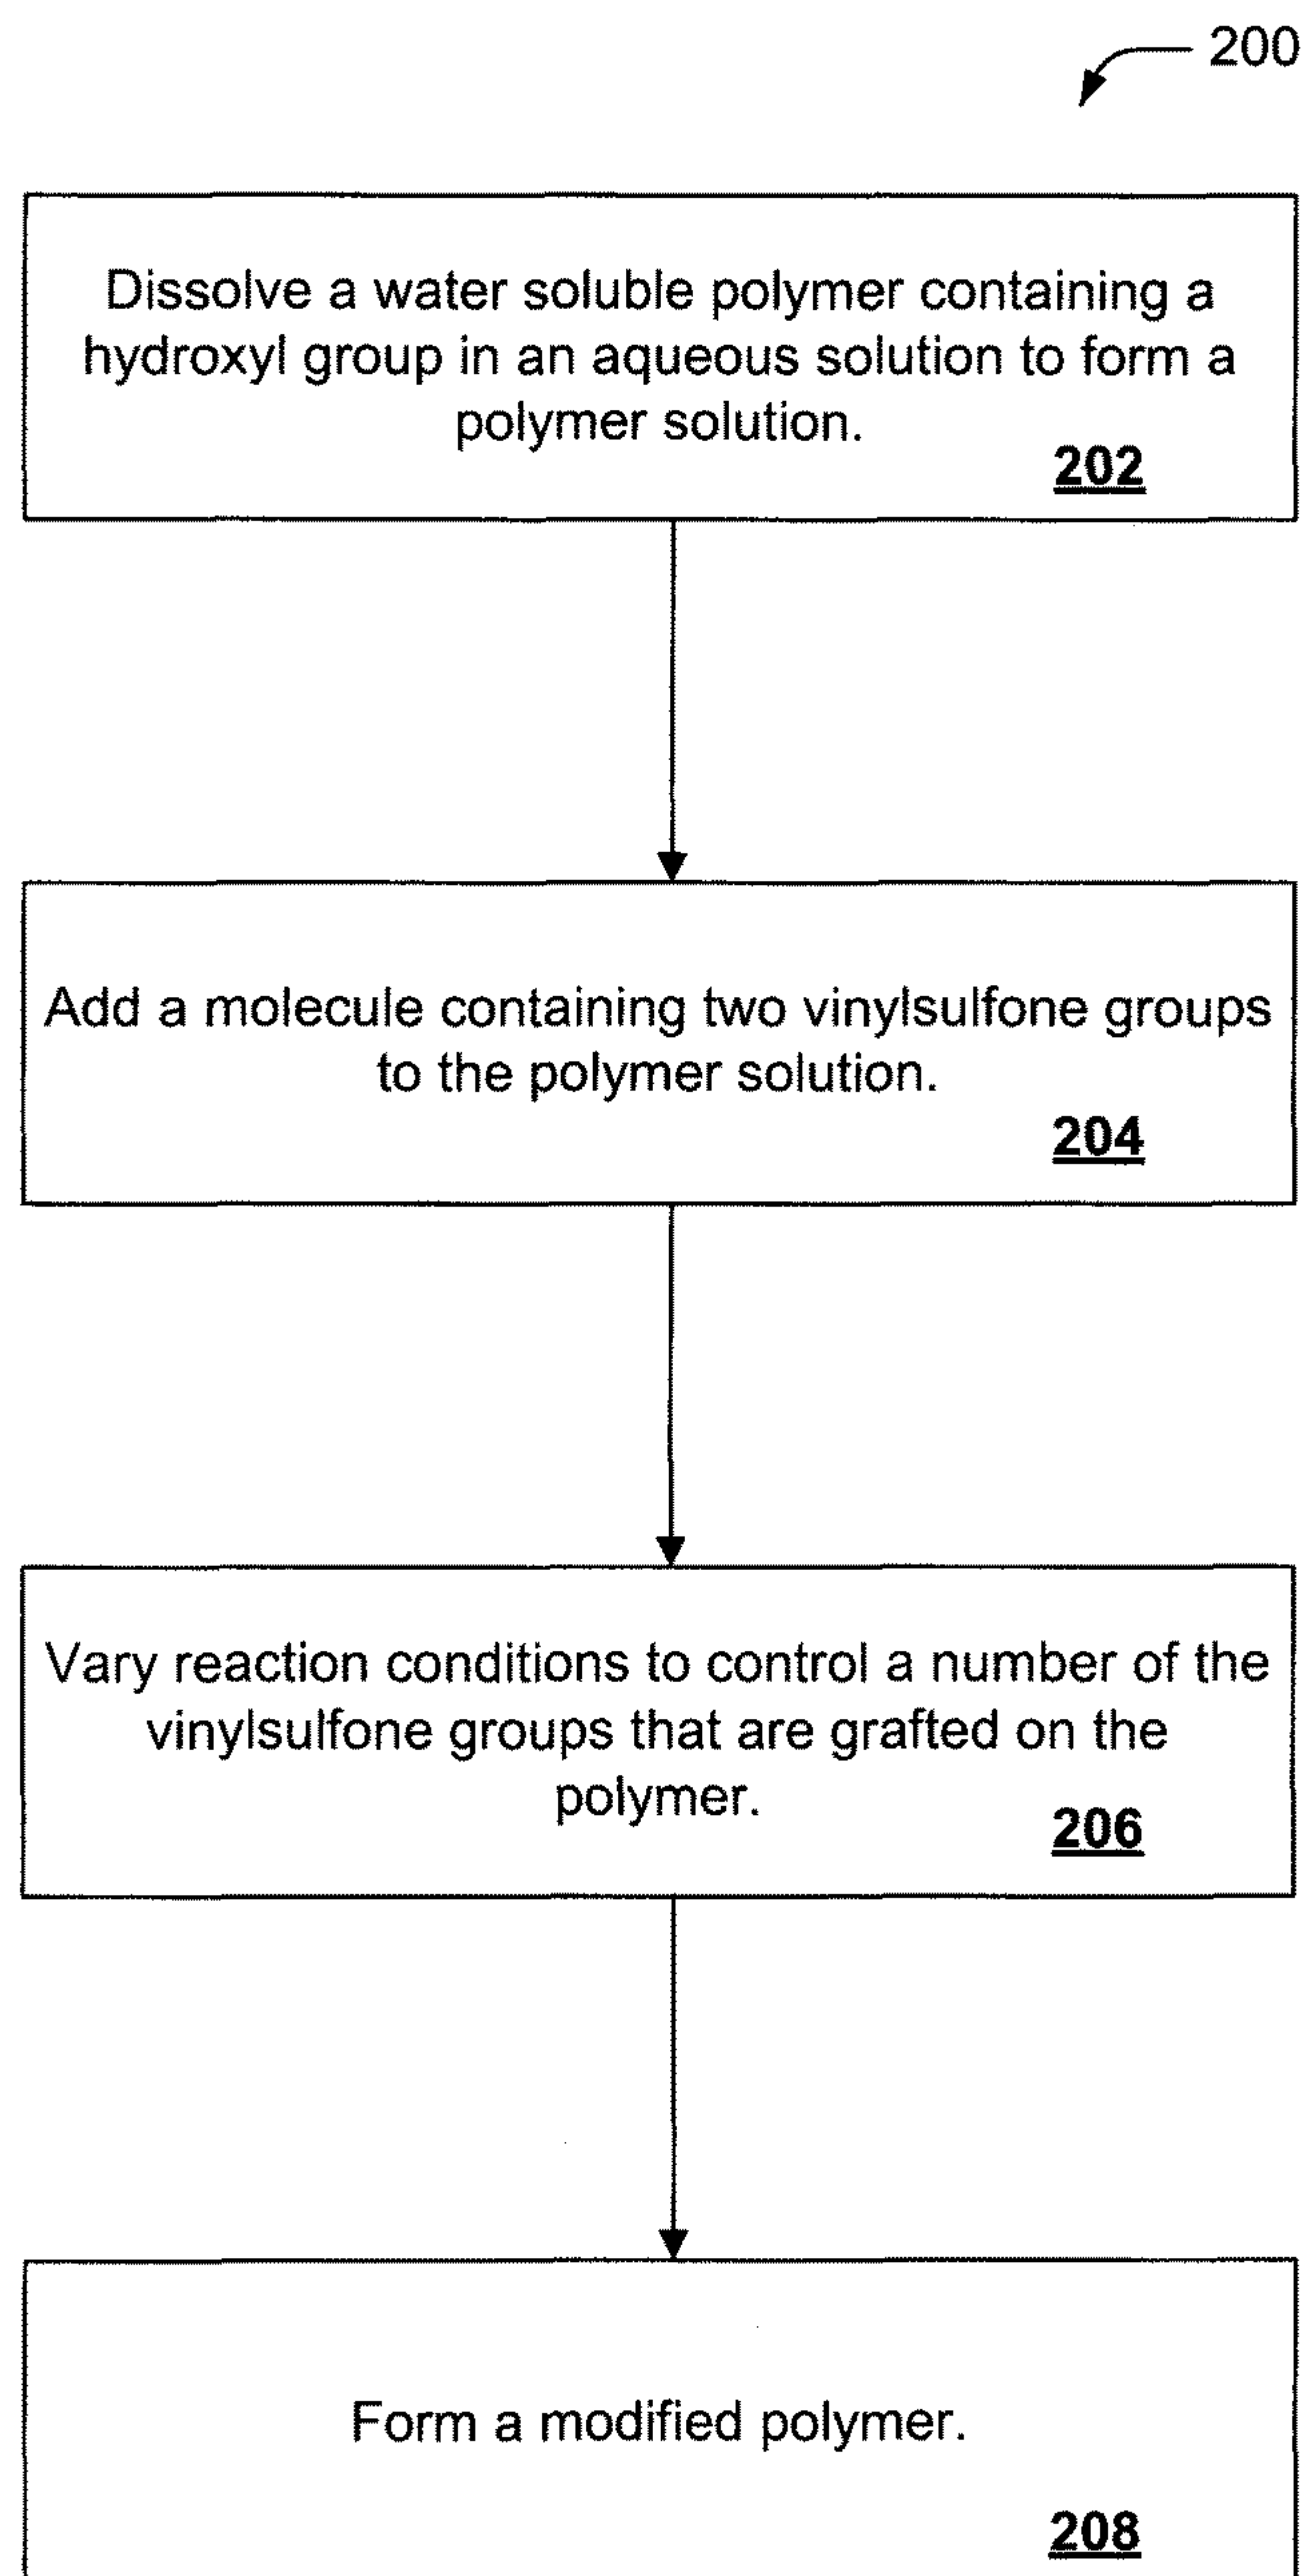 200
Dissolve a water soluble polymer containing a
hydroxyl group in an aqueous solution to form a
polymer solution.
202
Add a molecule containing two vinylsulfone groups
to the polymer solution.
204
Vary reaction conditions to control a number of the
vinylsulfone groups that are grafted on the
polymer.
206
Form a modified polymer.
208